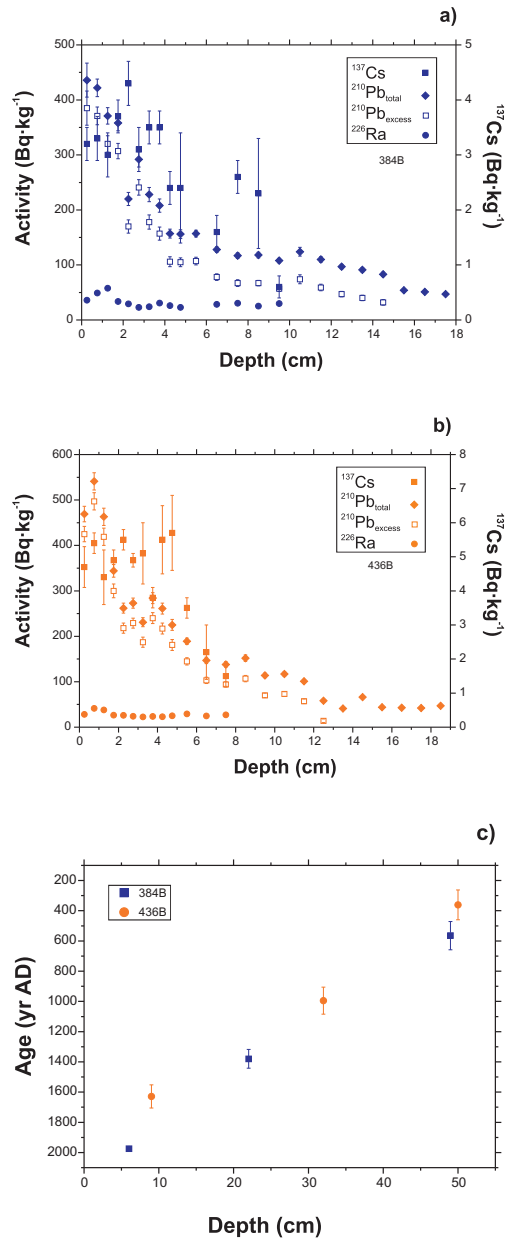 a)
500
400
300
200
100
0
5
4
3
2
1
0
Activity (Bq·kg⁻¹)
¹³⁷Cs (Bq·kg⁻¹)
¹³⁷Cs
²¹⁰Pb_total
²¹⁰Pb_excess
²²⁶Ra
384B
0 2 4 6 8 10 12 14 16 18
Depth (cm)
b)
600
500
400
300
200
100
0
8
7
6
5
4
3
2
1
0
Activity (Bq·kg⁻¹)
¹³⁷Cs (Bq·kg⁻¹)
¹³⁷Cs
²¹⁰Pb_total
²¹⁰Pb_excess
²²⁶Ra
436B
0 2 4 6 8 10 12 14 16 18
Depth (cm)
c)
200
400
600
800
1000
1200
1400
1600
1800
2000
Age (yr AD)
384B
436B
0 10 20 30 40 50
Depth (cm)